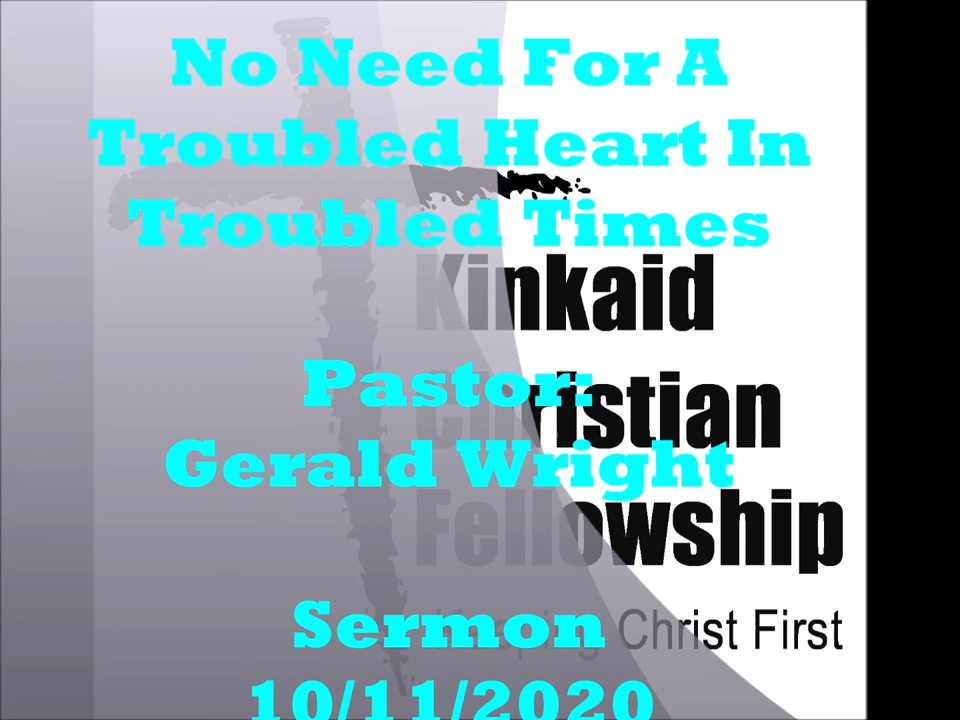 No Need For A
Troubled Heart In
Troubled Times
Kinkaid
Pastor:
Christian
Gerald Wright
Fellowship
Sermon
Keeping Christ First
10/11/2020